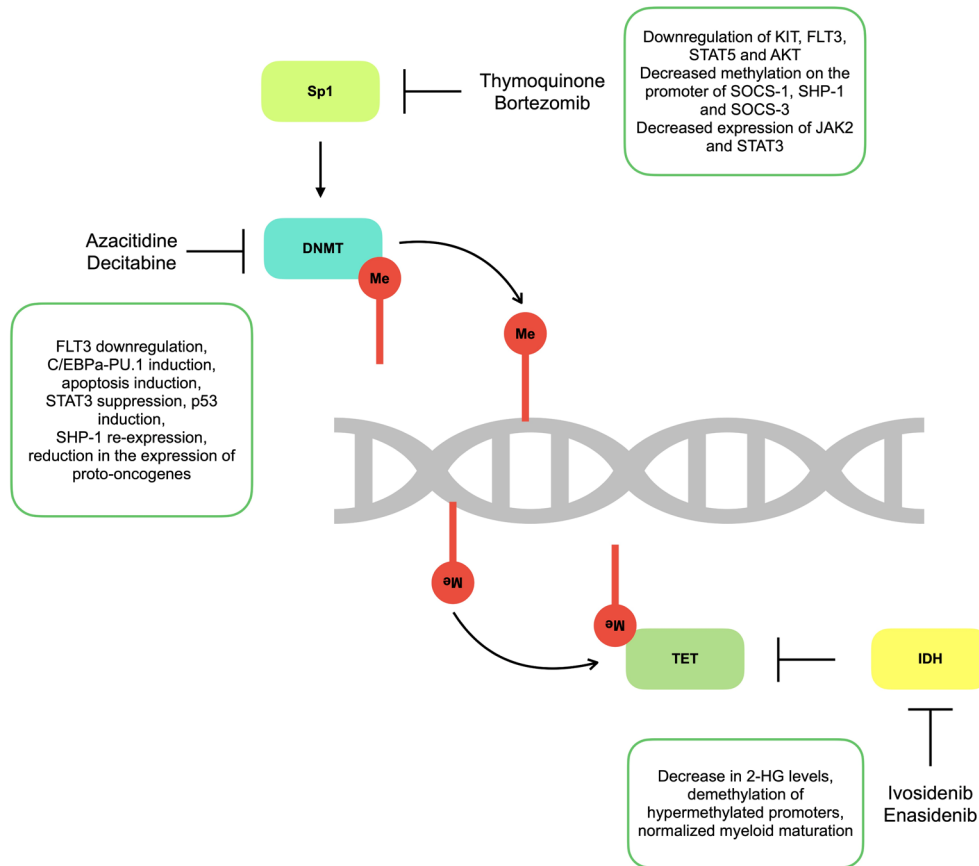 Downregulation of KIT, FLT3,
STAT5 and AKT
Decreased methylation on the
promoter of SOCS-1, SHP-1
and SOCS-3
Decreased expression of JAK2
and STAT3
Sp1
Thymoquinone
Bortezomib
Azacitidine
Decitabine
DNMT
Me
Me
FLT3 downregulation,
C/EBPa-PU.1 induction,
apoptosis induction,
STAT3 suppression, p53
induction,
SHP-1 re-expression,
reduction in the expression of
proto-oncogenes
Me
Me
TET
IDH
Decrease in 2-HG levels,
demethylation of
hypermethylated promoters,
normalized myeloid maturation
Ivosidenib
Enasidenib